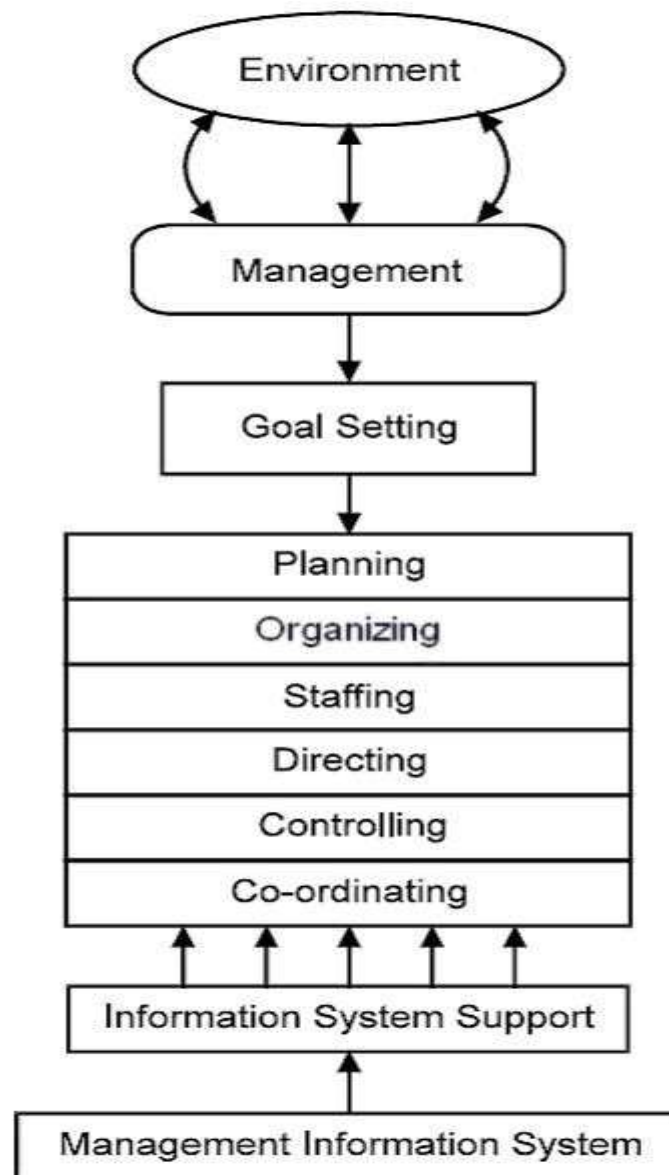 Environment
Management
Goal Setting
Planning
Organizing
Staffing
Directing
Controlling
Co-ordinating
Information System Support
Management Information System